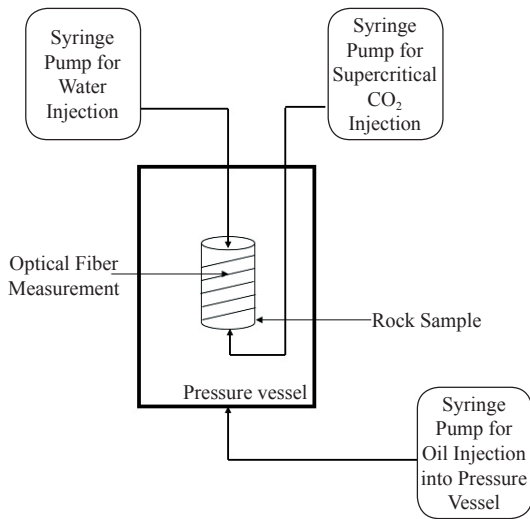 Syringe
Pump for
Water
Injection
Syringe
Pump for
Supercritical
CO₂
Injection
Optical Fiber
Measurement
Rock Sample
Pressure vessel
Syringe
Pump for
Oil Injection
into Pressure
Vessel